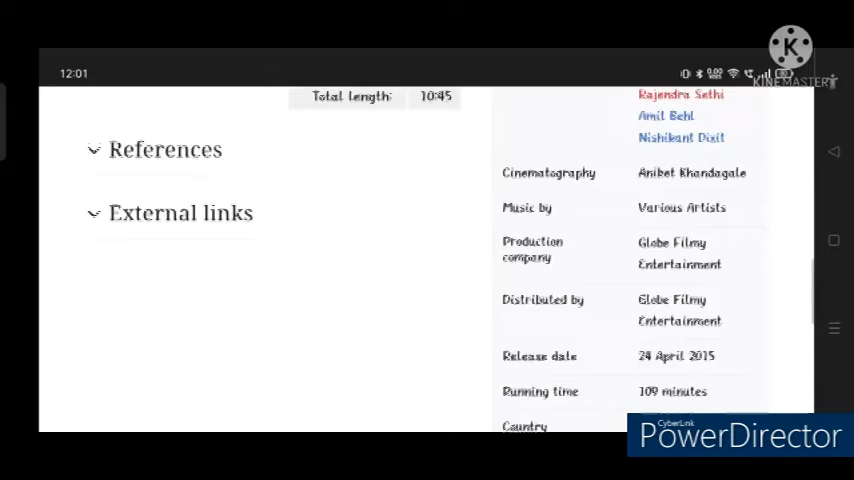 12:01
KINEMASTER
Total length: 10:45
References
External links
Rajendra Sethi
Amil Behl
Nishikant Dixit
Cinematography Aniket Khandagale
Music by Various Artists
Production company Globe Filmy
Entertainment
Distributed by Globe Filmy
Entertainment
Release date 24 April 2015
Running time 109 minutes
Country
CyberLink
PowerDirector